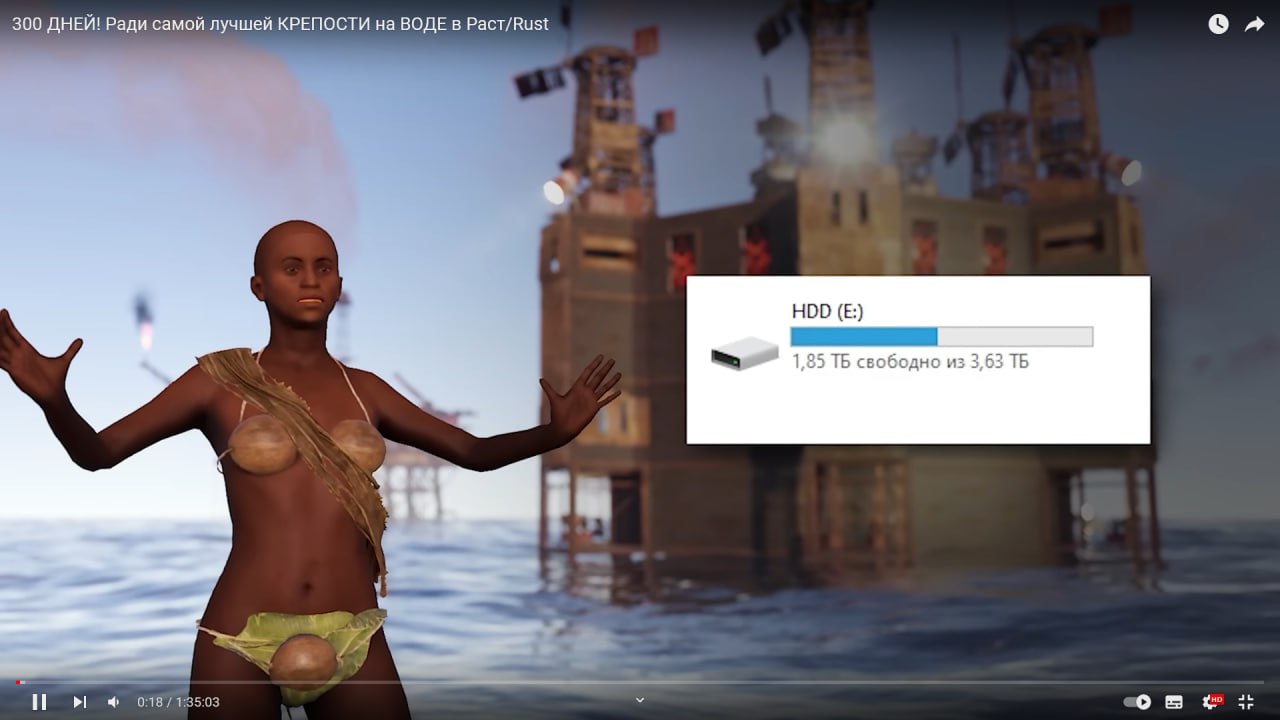 300 ДНЕЙ! Ради самой лучшей КРЕПОСТИ на ВОДЕ в Раст/Rust
HDD (E:)
1,85 ТБ свободно из 3,63 ТБ
0:18 / 1:35:03
HD